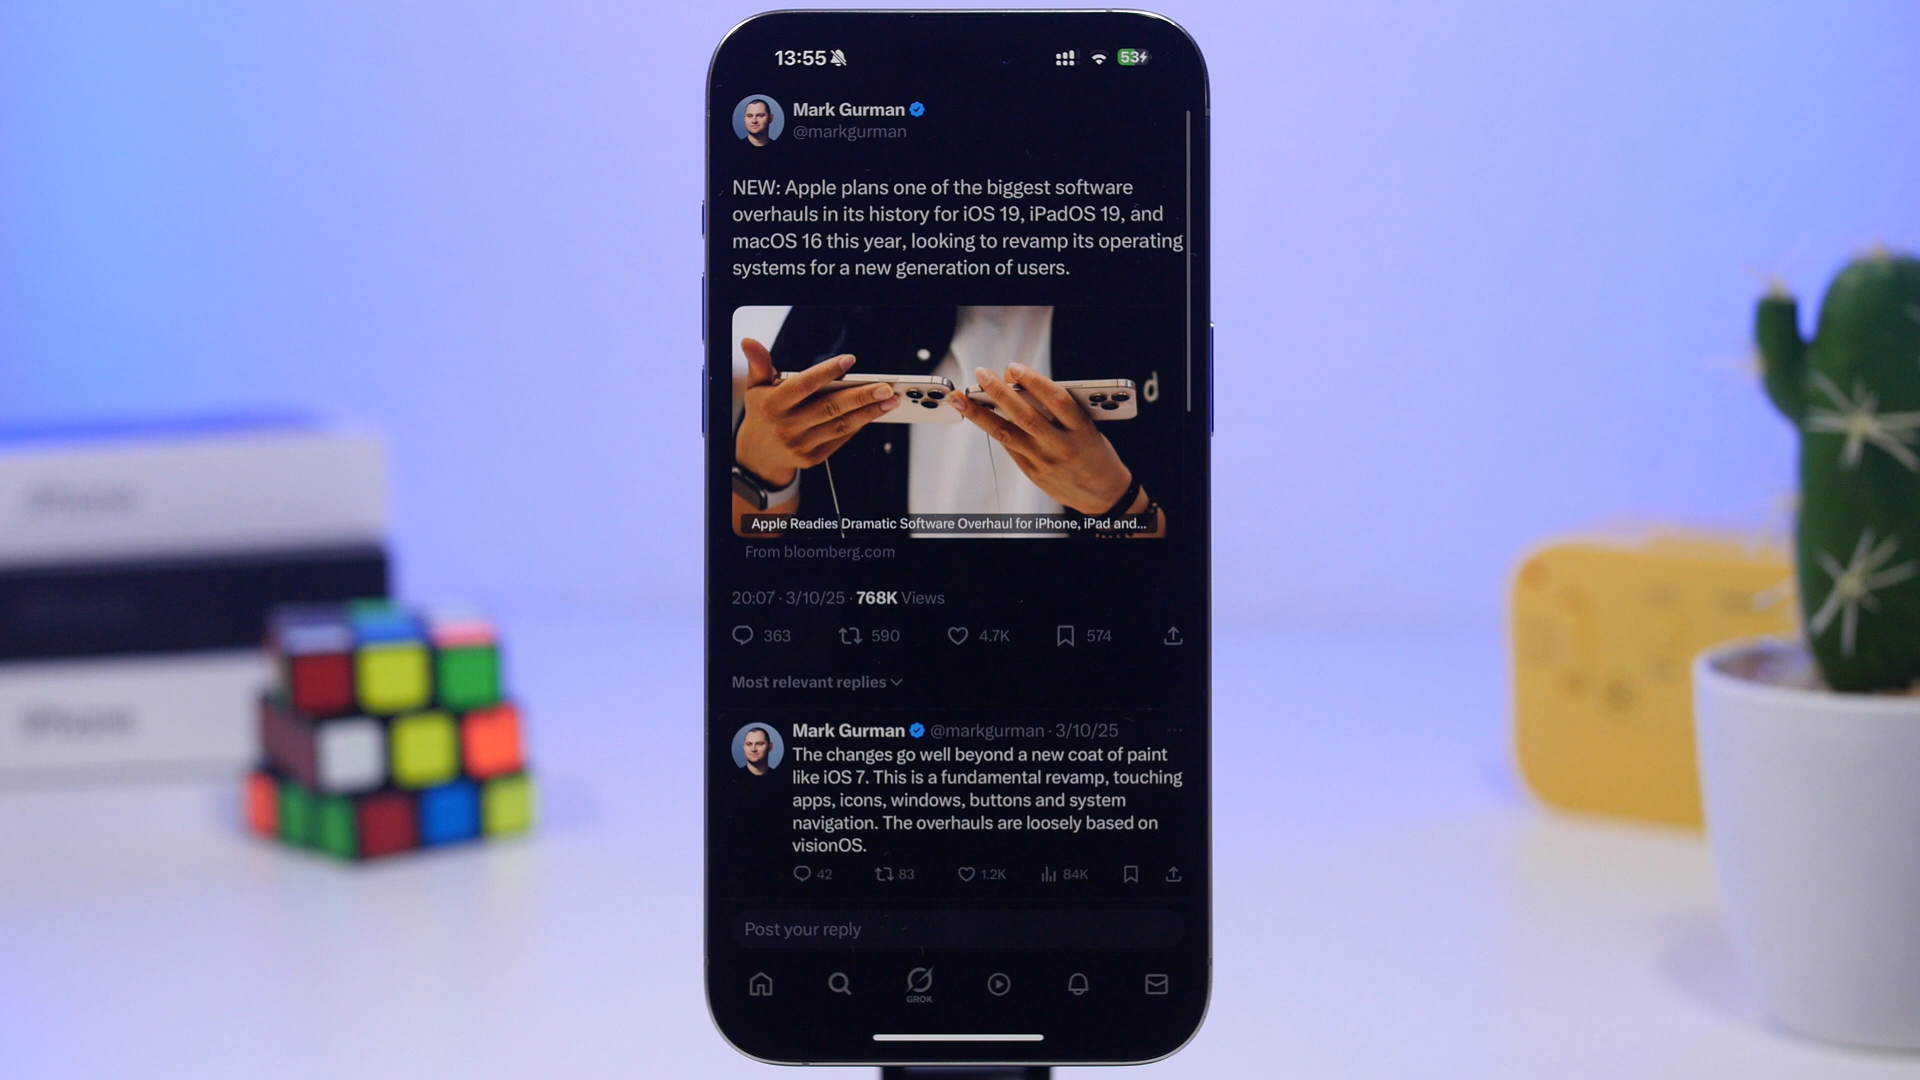 13:55 53
Mark Gurman
@markgurman
NEW: Apple plans one of the biggest software
overhauls in its history for iOS 19, iPadOS 19, and
macOS 16 this year, looking to revamp its operating
systems for a new generation of users.
d
Apple Readies Dramatic Software Overhaul for iPhone, iPad and...
From bloomberg.com
20:07 · 3/10/25 · 768K Views
363 590 4.7K 574
Most relevant replies
Mark Gurman @markgurman · 3/10/25 ...
The changes go well beyond a new coat of paint
like iOS 7. This is a fundamental revamp, touching
apps, icons, windows, buttons and system
navigation. The overhauls are loosely based on
visionOS.
42 83 1.2K 84K
Post your reply
GROK
iPhone
iPhone